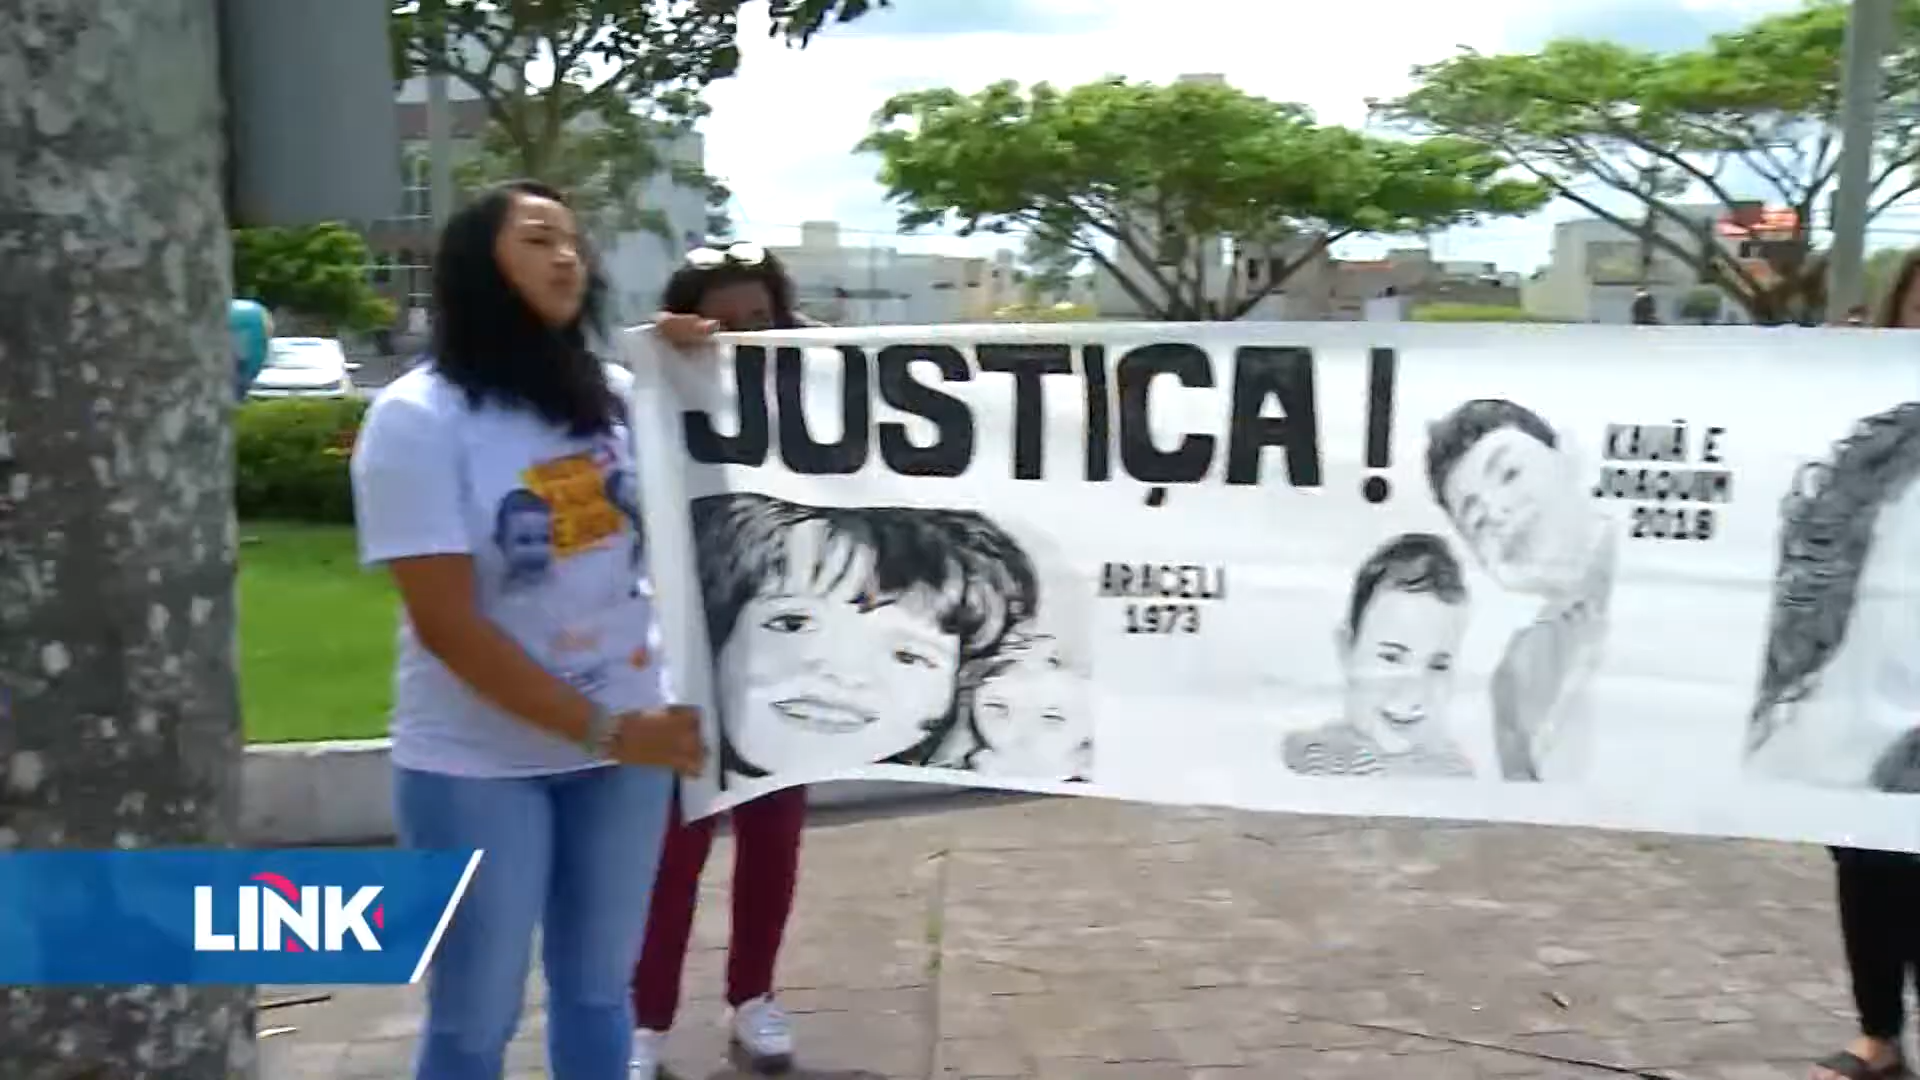 JUSTIÇA!
KAUÃ E
JOAQUIM
2018
ARACELI
1973
LINK